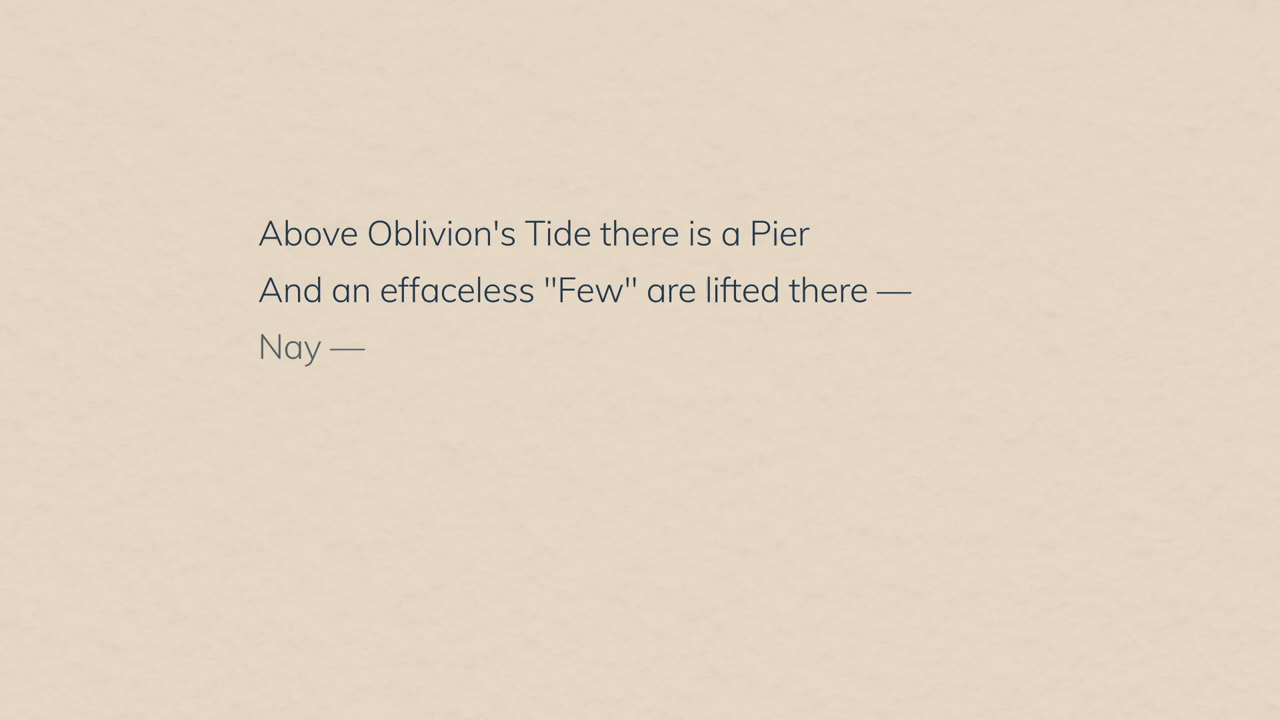 Above Oblivion's Tide there is a Pier
And an effaceless "Few" are lifted there —
Nay —